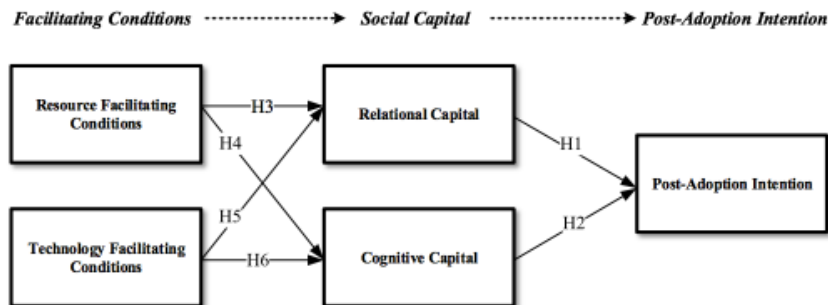 Facilitating Conditions Social Capital Post-Adoption Intention
Resource Facilitating
Conditions
H3
Relational Capital
H4
H1
Post-Adoption Intention
H5
H2
Technology Facilitating
Conditions
H6
Cognitive Capital